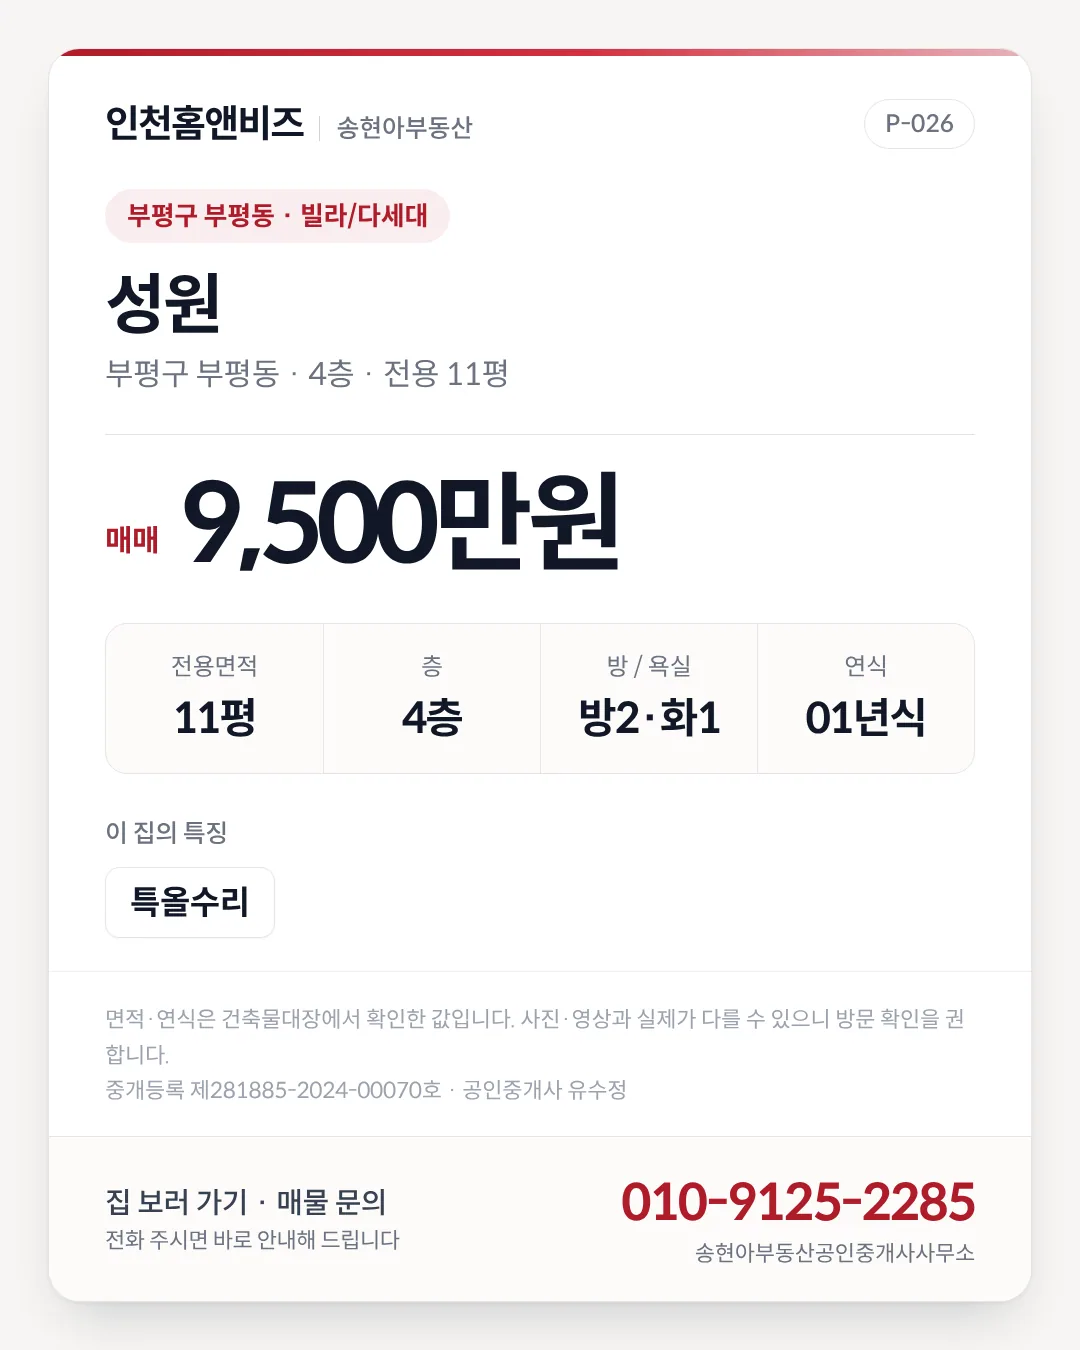 인천홈앤비즈 | 송현아부동산
P-026
부평구 부평동 · 빌라/다세대
성원
부평구 부평동 · 4층 · 전용 11평
매매 9,500만원
전용면적 층 방 / 욕실 연식
11평 4층 방2·화1 01년식
이 집의 특징
특올수리
면적·연식은 건축물대장에서 확인한 값입니다. 사진·영상과 실제가 다를 수 있으니 방문 확인을 권
합니다.
중개등록 제281885-2024-00070호 · 공인중개사 유수정
집 보러 가기 · 매물 문의
전화 주시면 바로 안내해 드립니다
010-9125-2285
송현아부동산공인중개사사무소